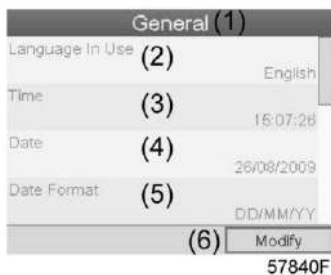 General (1)
Language In Use (2)
English
Time (3)
15:07:26
Date (4)
26/08/2009
Date Format (5)
DD/MM/YY
(6) Modify
57840F